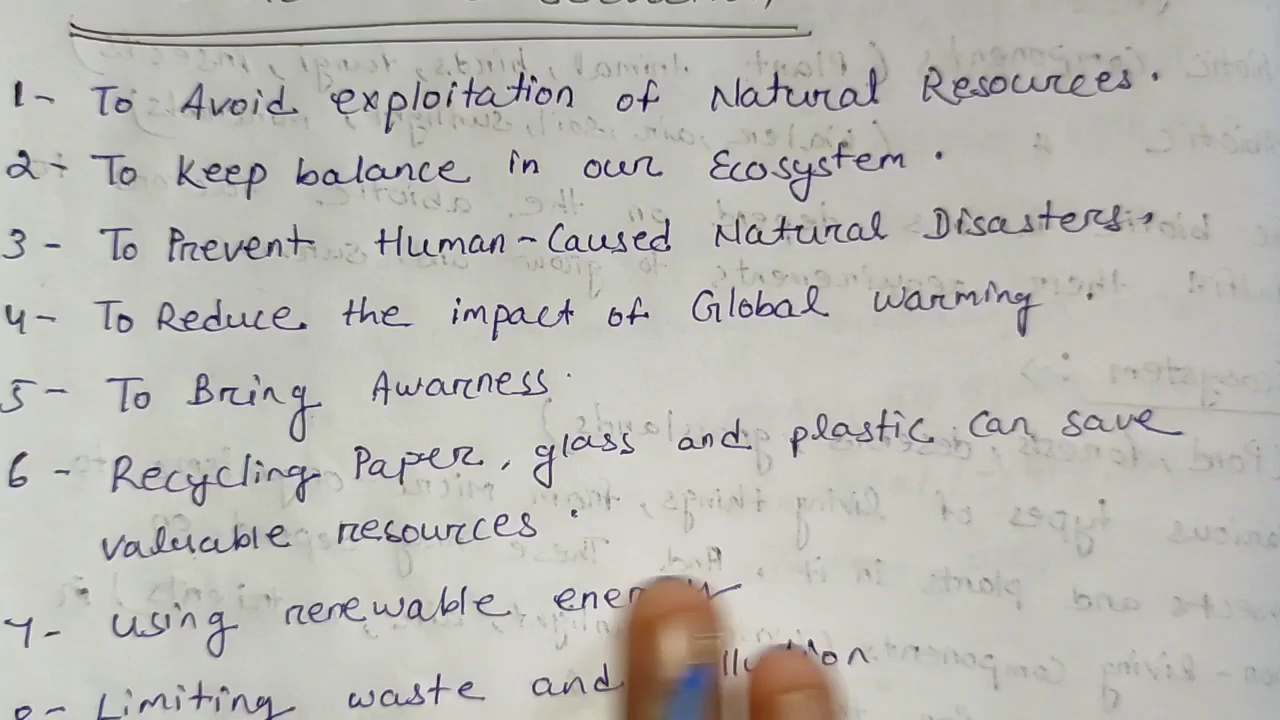 1- To Avoid exploitation of Natural Resources.
2- To Keep balance in our Ecosystem.
3- To Prevent Human-Caused Natural Disasters.
4- To Reduce the impact of Global warming.
5- To Bring Awarness.
6- Recycling Paper, glass and plastic can save
valuable resources.
7- using renewable
8- Limiting waste and